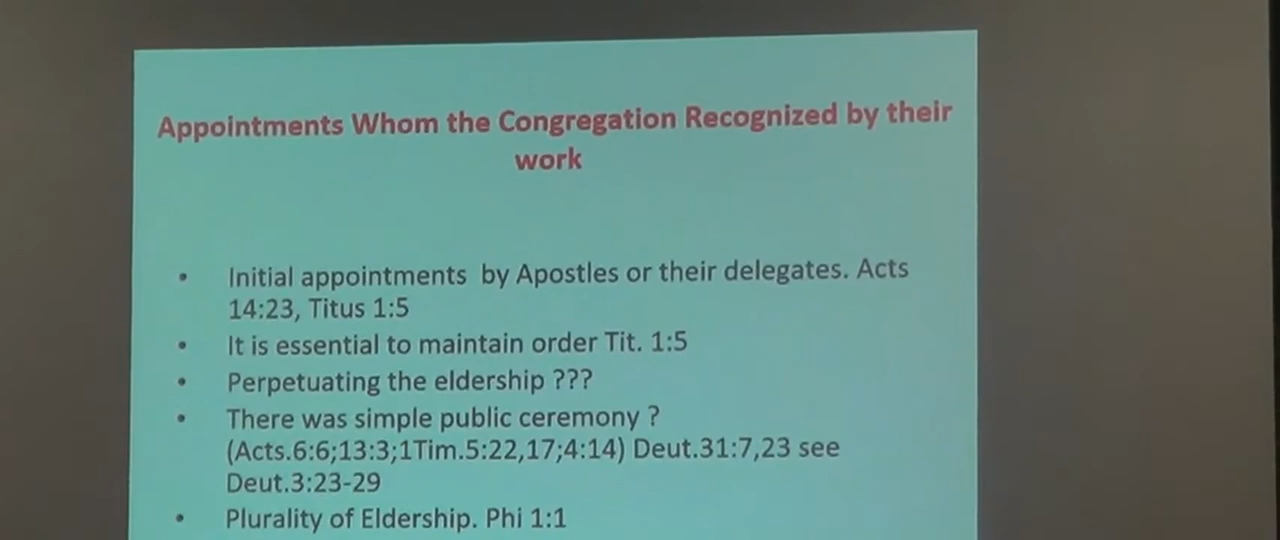 Appointments Whom the Congregation Recognized by their
work
• Initial appointments by Apostles or their delegates. Acts
14:23, Titus 1:5
• It is essential to maintain order Tit. 1:5
• Perpetuating the eldership ???
• There was simple public ceremony ?
(Acts.6:6;13:3;1Tim.5:22,17;4:14) Deut.31:7,23 see
Deut.3:23-29
• Plurality of Eldership. Phi 1:1